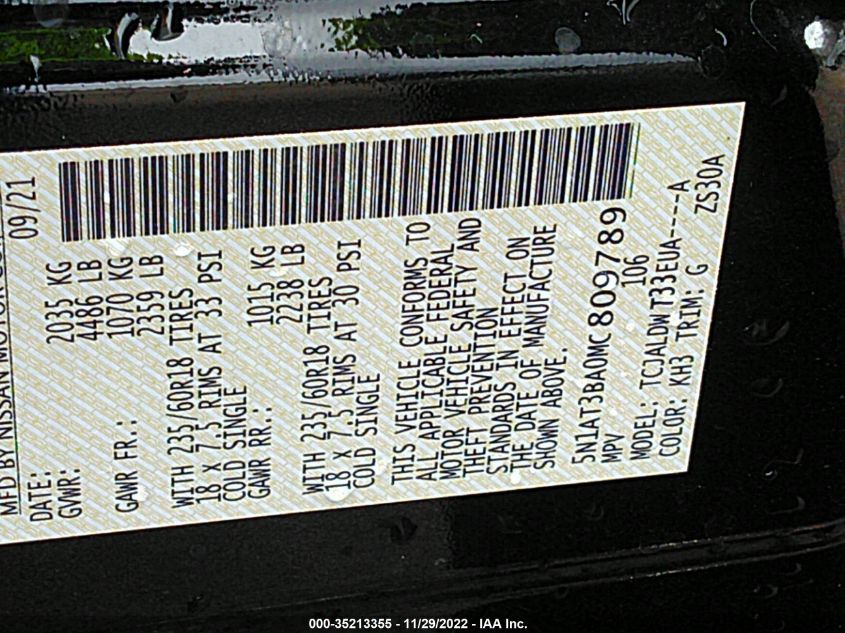 MFD BY NISSAN MOTOR CO.
DATE: 09/21
GVWR: 2035 KG
4486 LB
GAWR FR.: 1070 KG
2359 LB
WITH 235/60R18 TIRES
18 X 7.5 RIMS AT 33 PSI
COLD SINGLE
GAWR RR.: 1015 KG
2238 LB
WITH 235/60R18 TIRES
18 X 7.5 RIMS AT 30 PSI
COLD SINGLE
THIS VEHICLE CONFORMS TO
ALL APPLICABLE FEDERAL
MOTOR VEHICLE SAFETY AND
THEFT PREVENTION
STANDARDS IN EFFECT ON
THE DATE OF MANUFACTURE
SHOWN ABOVE.
5N1AT3BA0MC809789
MPV 106
MODEL: TCJALDWT33EUA----A
COLOR: KH3 TRIM: G ZS30A
000-35213355 - 11/29/2022 - IAA Inc.